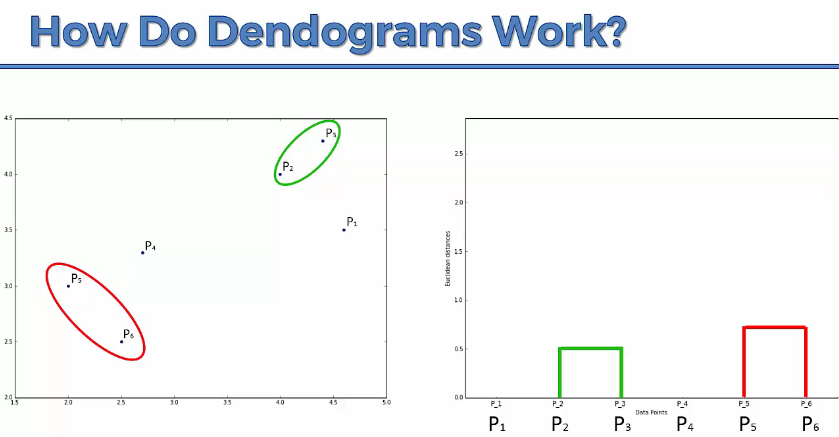 How Do Dendograms Work?
4.5
4.0
3.5
3.0
2.5
2.0
1.5
2.0
2.5
3.0
3.5
4.0
4.5
5.0
P₃
P₂
P₁
P₄
P₅
P₆
Euclidean distances
2.5
2.0
1.5
1.0
0.5
0.0
P_1 P_2 P_3 P_4 P_5 P_6
Data Points
P₁ P₂ P₃ P₄ P₅ P₆